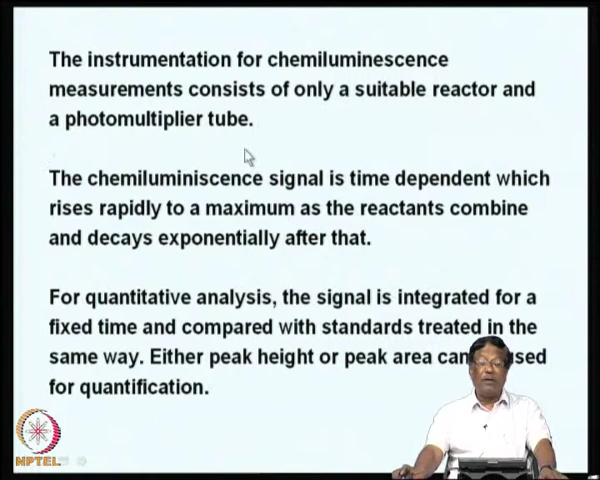 The instrumentation for chemiluminescence
measurements consists of only a suitable reactor and
a photomultiplier tube.
The chemiluminiscence signal is time dependent which
rises rapidly to a maximum as the reactants combine
and decays exponentially after that.
For quantitative analysis, the signal is integrated for a
fixed time and compared with standards treated in the
same way. Either peak height or peak area can
for quantification.
NPTEL